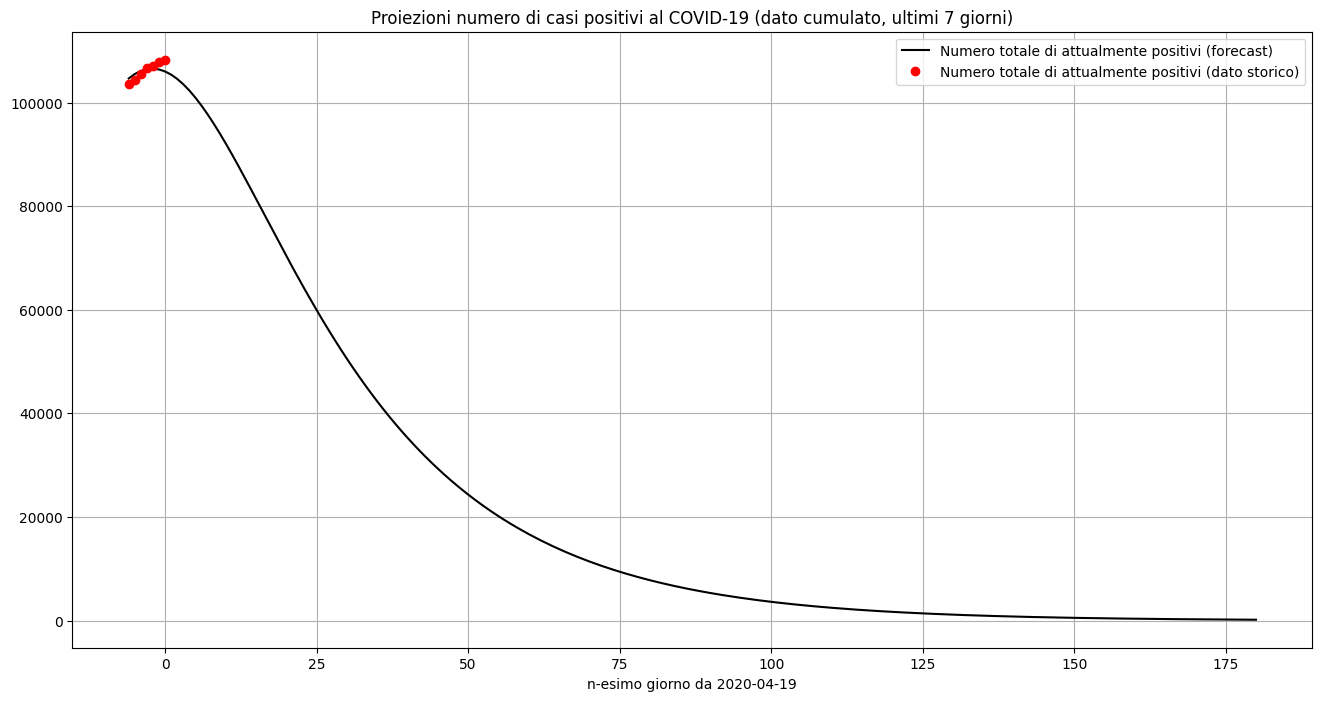 Proiezioni numero di casi positivi al COVID-19 (dato cumulato, ultimi 7 giorni)
Numero totale di attualmente positivi (forecast)
Numero totale di attualmente positivi (dato storico)
100000
80000
60000
40000
20000
0
0 25 50 75 100 125 150 175
n-esimo giorno da 2020-04-19